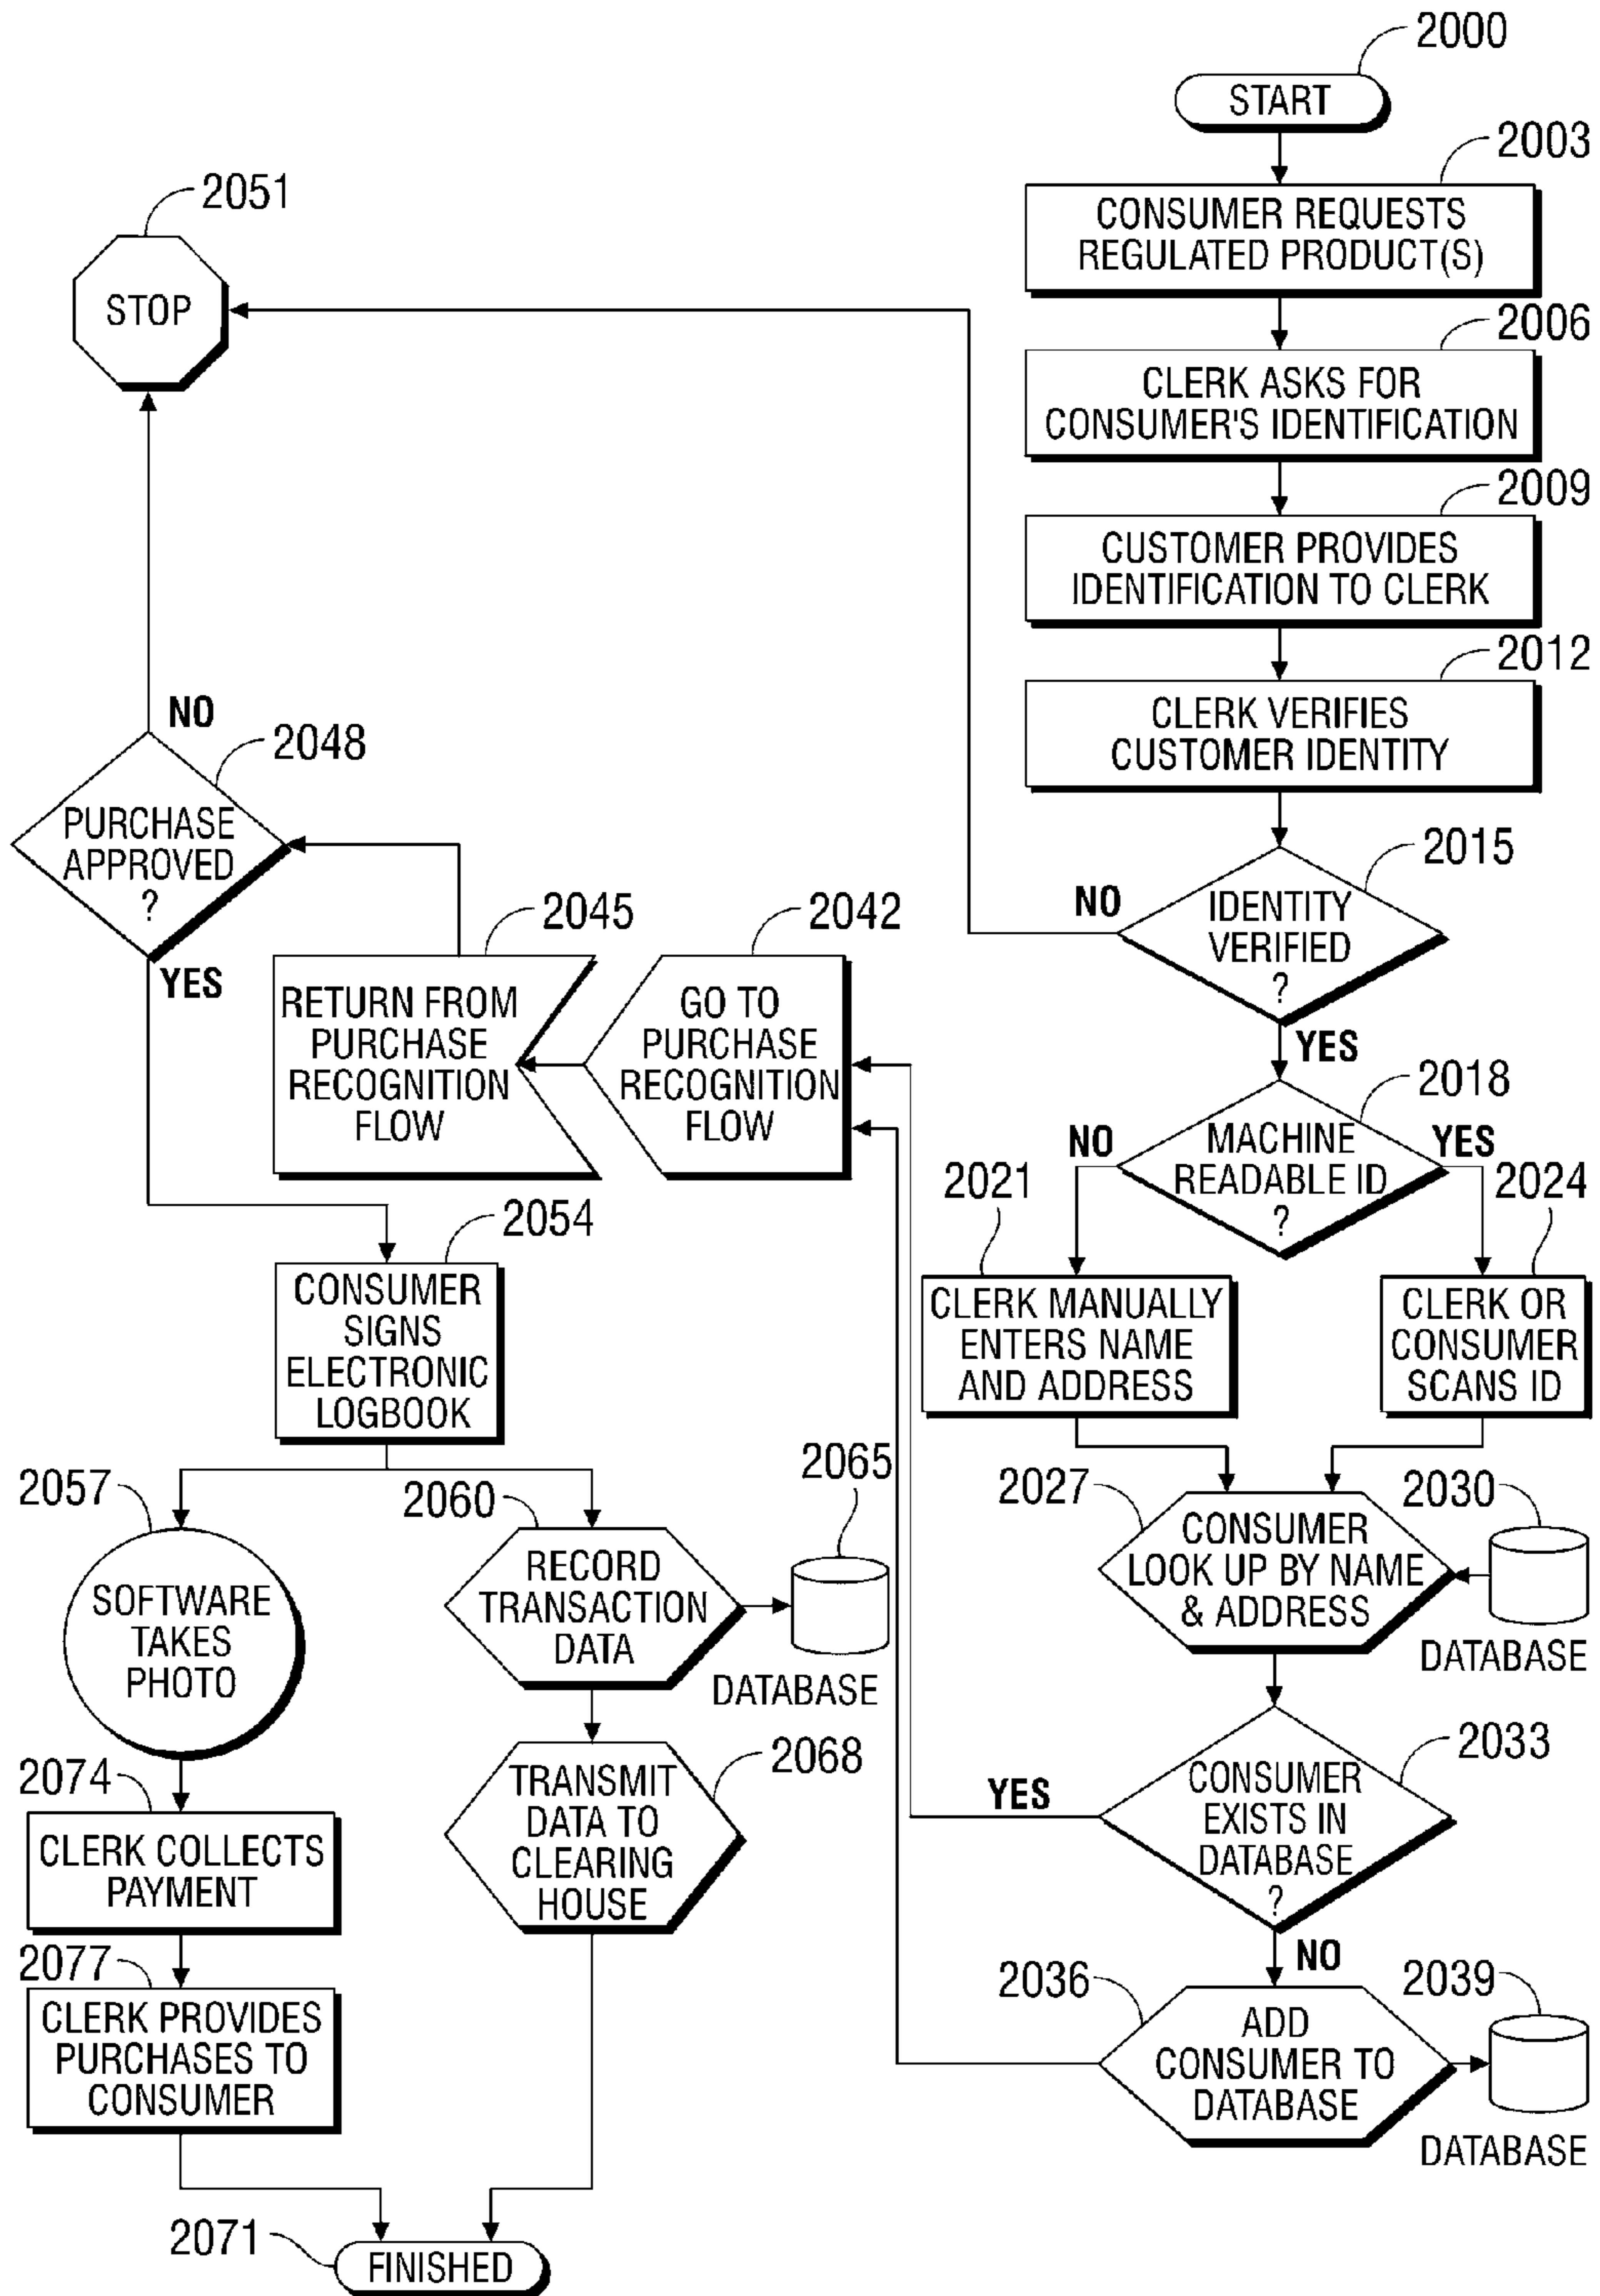 2000
START
2003
CONSUMER REQUESTS
REGULATED PRODUCT(S)
2006
CLERK ASKS FOR
CONSUMER'S IDENTIFICATION
2009
CUSTOMER PROVIDES
IDENTIFICATION TO CLERK
2012
CLERK VERIFIES
CUSTOMER IDENTITY
2015
IDENTITY
VERIFIED
?
NO
YES
2018
MACHINE
READABLE ID
?
NO
YES
2021
CLERK MANUALLY
ENTERS NAME
AND ADDRESS
2024
CLERK OR
CONSUMER
SCANS ID
2027
CONSUMER
LOOK UP BY NAME
& ADDRESS
2030
DATABASE
2033
CONSUMER
EXISTS IN
DATABASE
?
YES
NO
2036
ADD
CONSUMER TO
DATABASE
2039
DATABASE
2042
GO TO
PURCHASE
RECOGNITION
FLOW
2045
RETURN FROM
PURCHASE
RECOGNITION
FLOW
2048
PURCHASE
APPROVED
?
NO
YES
2051
STOP
2054
CONSUMER
SIGNS
ELECTRONIC
LOGBOOK
2057
SOFTWARE
TAKES
PHOTO
2060
RECORD
TRANSACTION
DATA
2065
DATABASE
2068
TRANSMIT
DATA TO
CLEARING
HOUSE
2074
CLERK COLLECTS
PAYMENT
2077
CLERK PROVIDES
PURCHASES TO
CONSUMER
2071
FINISHED